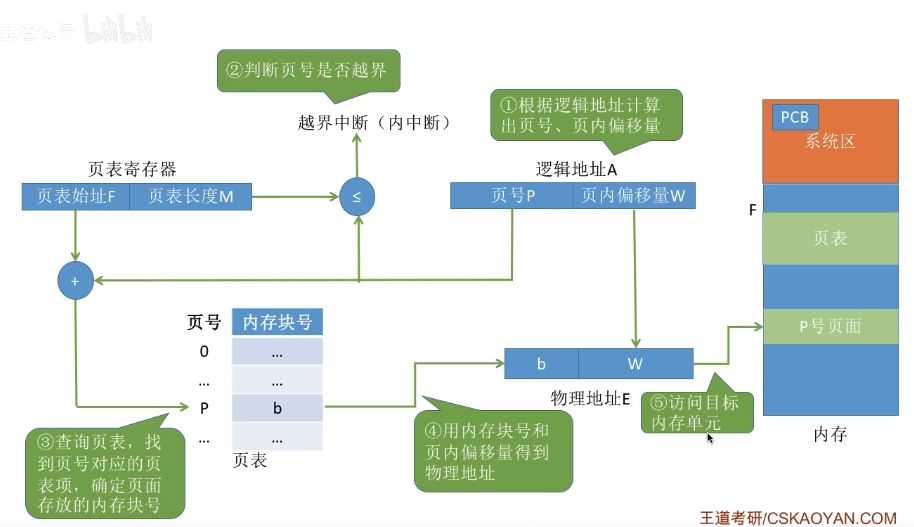 王道论坛 bilibili
②判断页号是否越界
越界中断（内中断）
①根据逻辑地址计算
出页号、页内偏移量
PCB
系统区
页表寄存器
逻辑地址A
页表始址F
页表长度M
≤
页号P
页内偏移量W
F
页表
+
页号
内存块号
0
...
...
...
P
b
...
...
P号页面
b
W
物理地址E
⑤访问目标
内存单元
内存
③查询页表，找
到页号对应的页
表项，确定页面
存放的内存块号
页表
④用内存块号和
页内偏移量得到
物理地址
王道考研/CSKAOYAN.COM